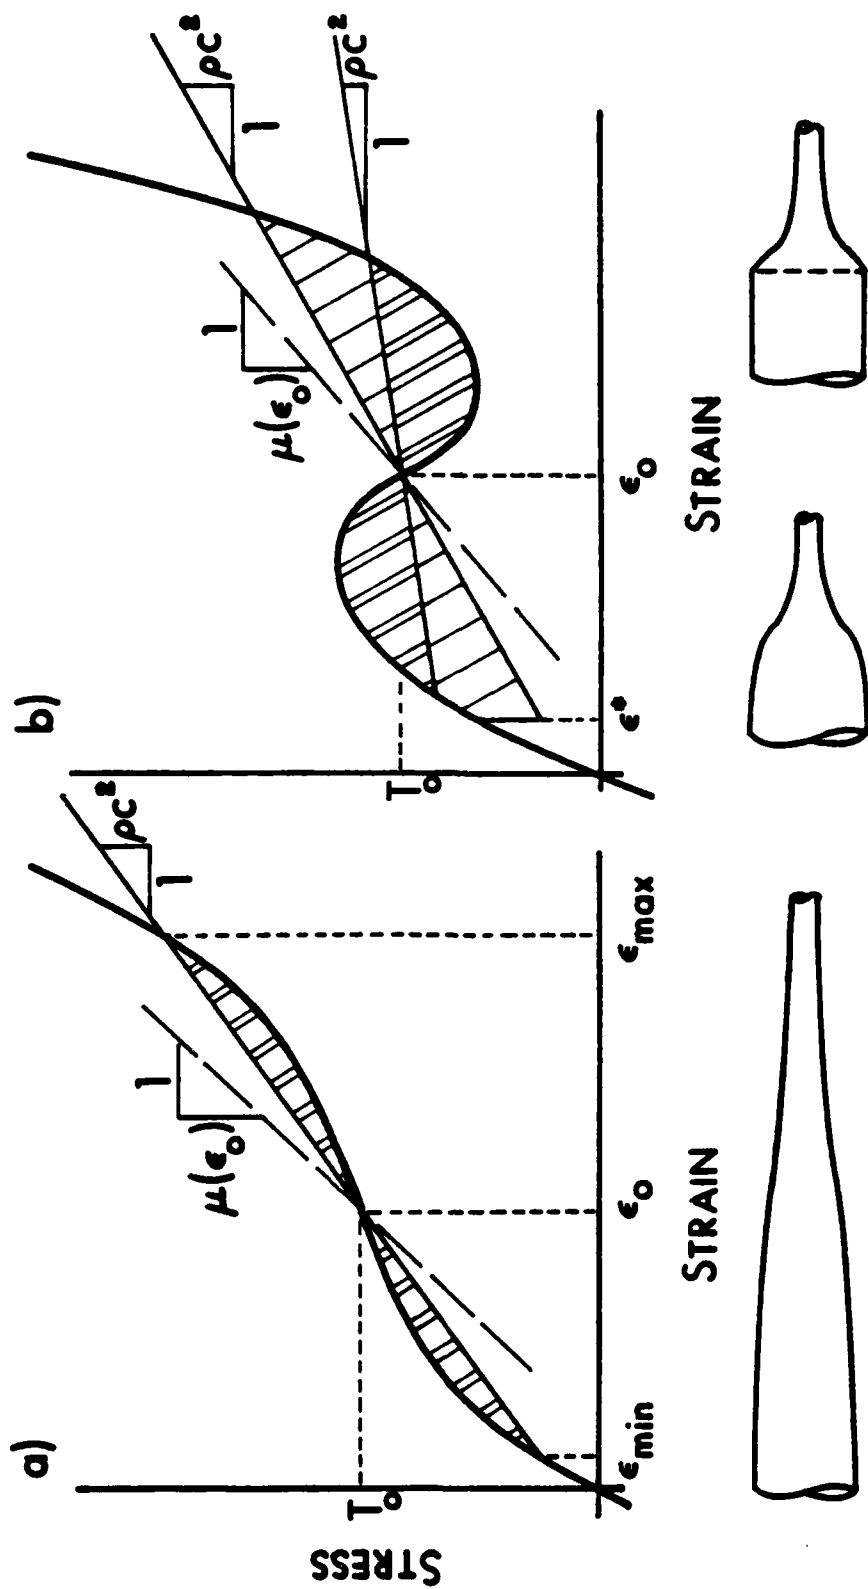 a)
STRESS
T₀
μ(ϵ₀)
1
ρc²
1
ϵmin
ϵ₀
ϵmax
STRAIN
b)
T₀
μ(ϵ₀)
1
ρc²
1
ρc²
1
ϵ*
ϵ₀
STRAIN